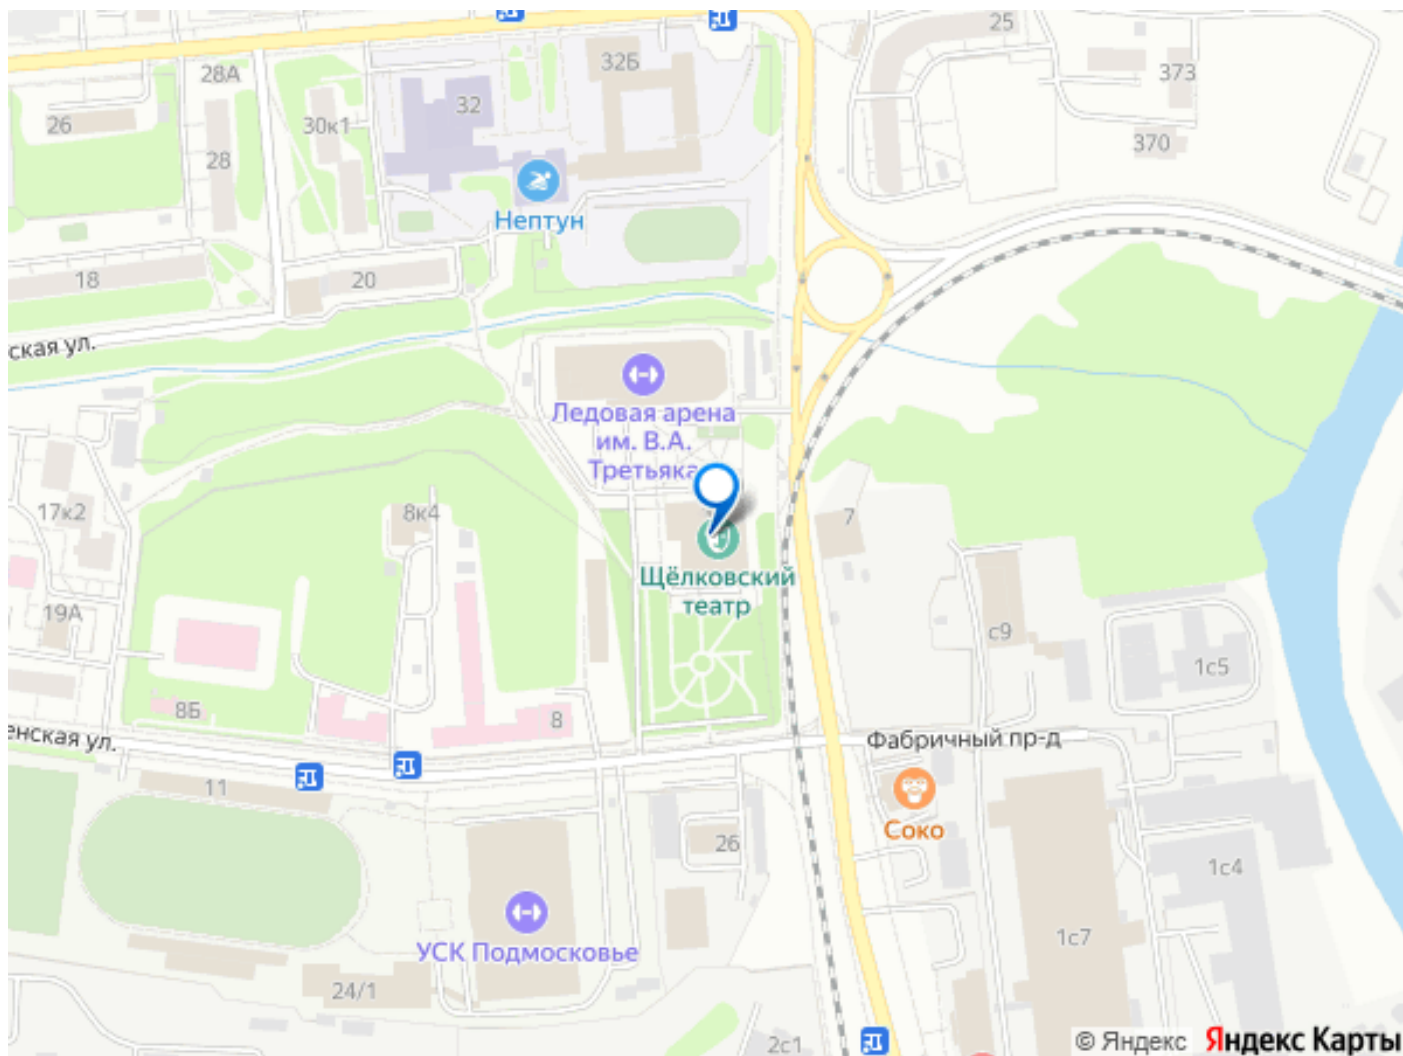 25
32Б
373
28А
32
26
30к1
370
28
Нептун
18
20
ская ул.
Ледовая арена
им. В.А.
Третьяка
17к2
8к4
7
Щёлковский
театр
19А
с9
1с5
8Б
8
енская ул.
Фабричный пр-д
11
Соко
26
1с4
УСК Подмосковье
1с7
24/1
2с1
© Яндекс Яндекс Карты